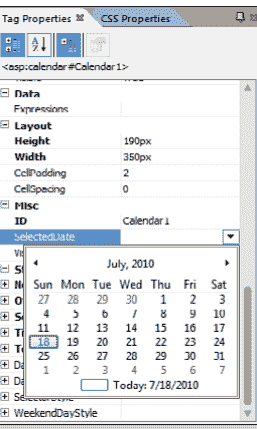 Tag Properties
CSS Properties
<asp:calendar#Calendar1>
Data
Expressions
Layout
Height 190px
Width 350px
CellPadding 2
CellSpacing 0
Misc
ID Calendar1
SelectedDate
July, 2010
Sun Mon Tue Wed Thu Fri Sat
27 28 29 30 1 2 3
4 5 6 7 8 9 10
11 12 13 14 15 16 17
18 19 20 21 22 23 24
25 26 27 28 29 30 31
1 2 3 4 5 6 7
Today: 7/18/2010
SelectorStyle
WeekendDayStyle